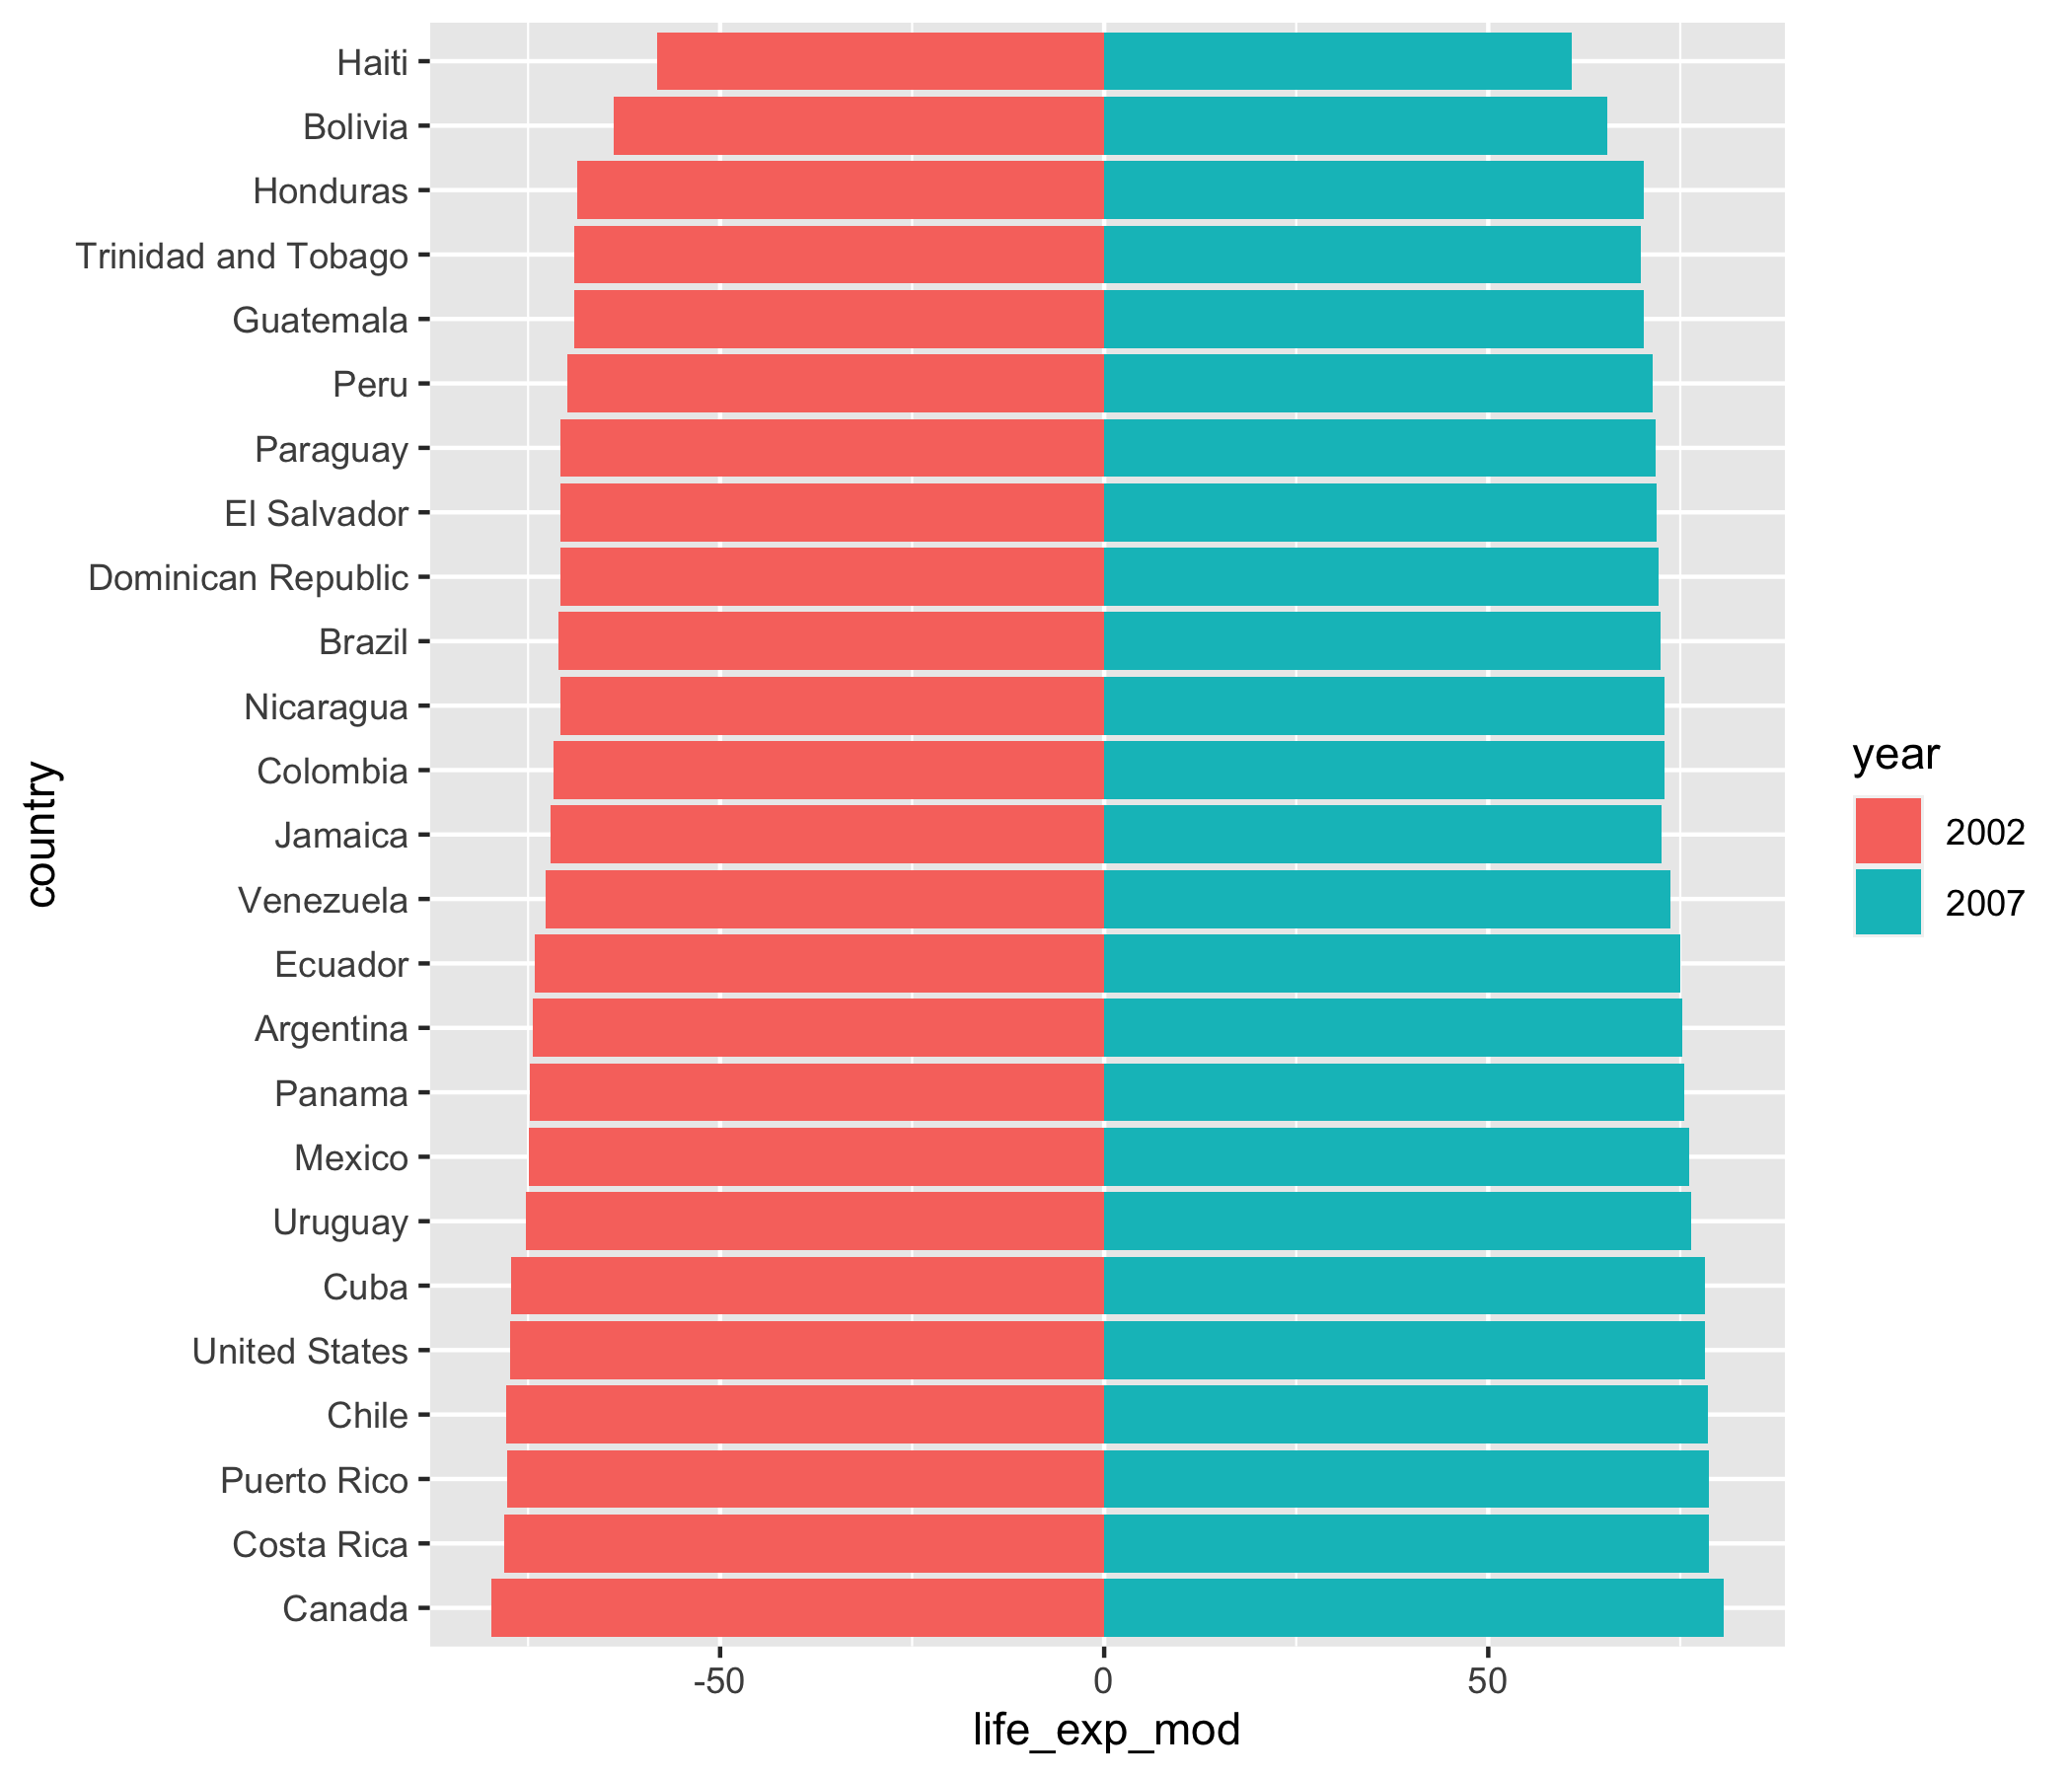 Haiti
Bolivia
Honduras
Trinidad and Tobago
Guatemala
Peru
Paraguay
El Salvador
Dominican Republic
Brazil
Nicaragua
Colombia
Jamaica
Venezuela
Ecuador
Argentina
Panama
Mexico
Uruguay
Cuba
United States
Chile
Puerto Rico
Costa Rica
Canada
country
-50 0 50
life_exp_mod
year
2002
2007